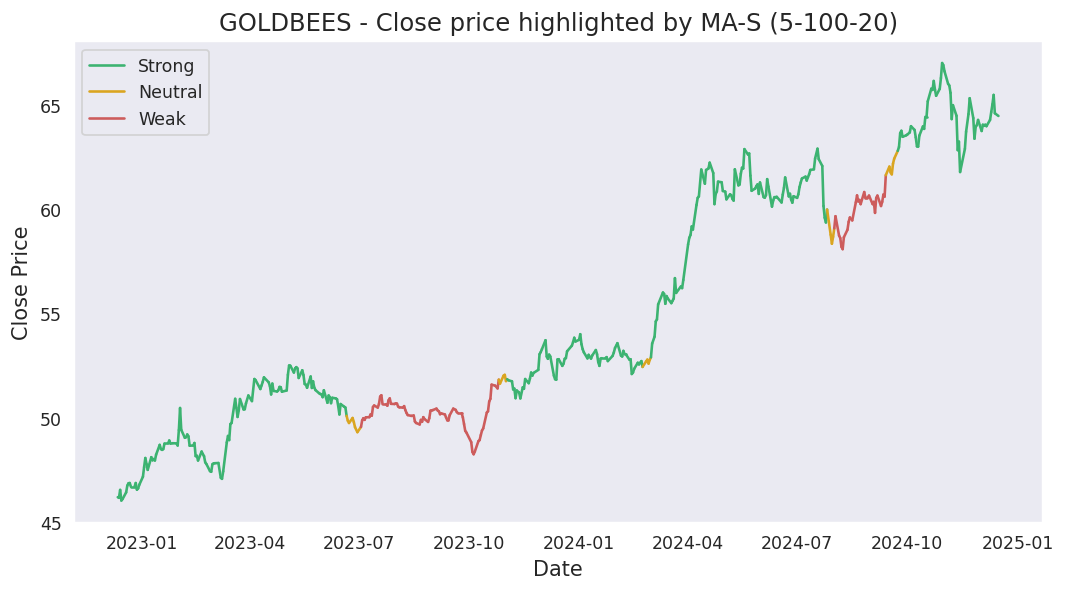 GOLDBEES - Close price highlighted by MA-S (5-100-20)
Strong
Neutral
Weak
Close Price
65
60
55
50
45
2023-01 2023-04 2023-07 2023-10 2024-01 2024-04 2024-07 2024-10 2025-01
Date